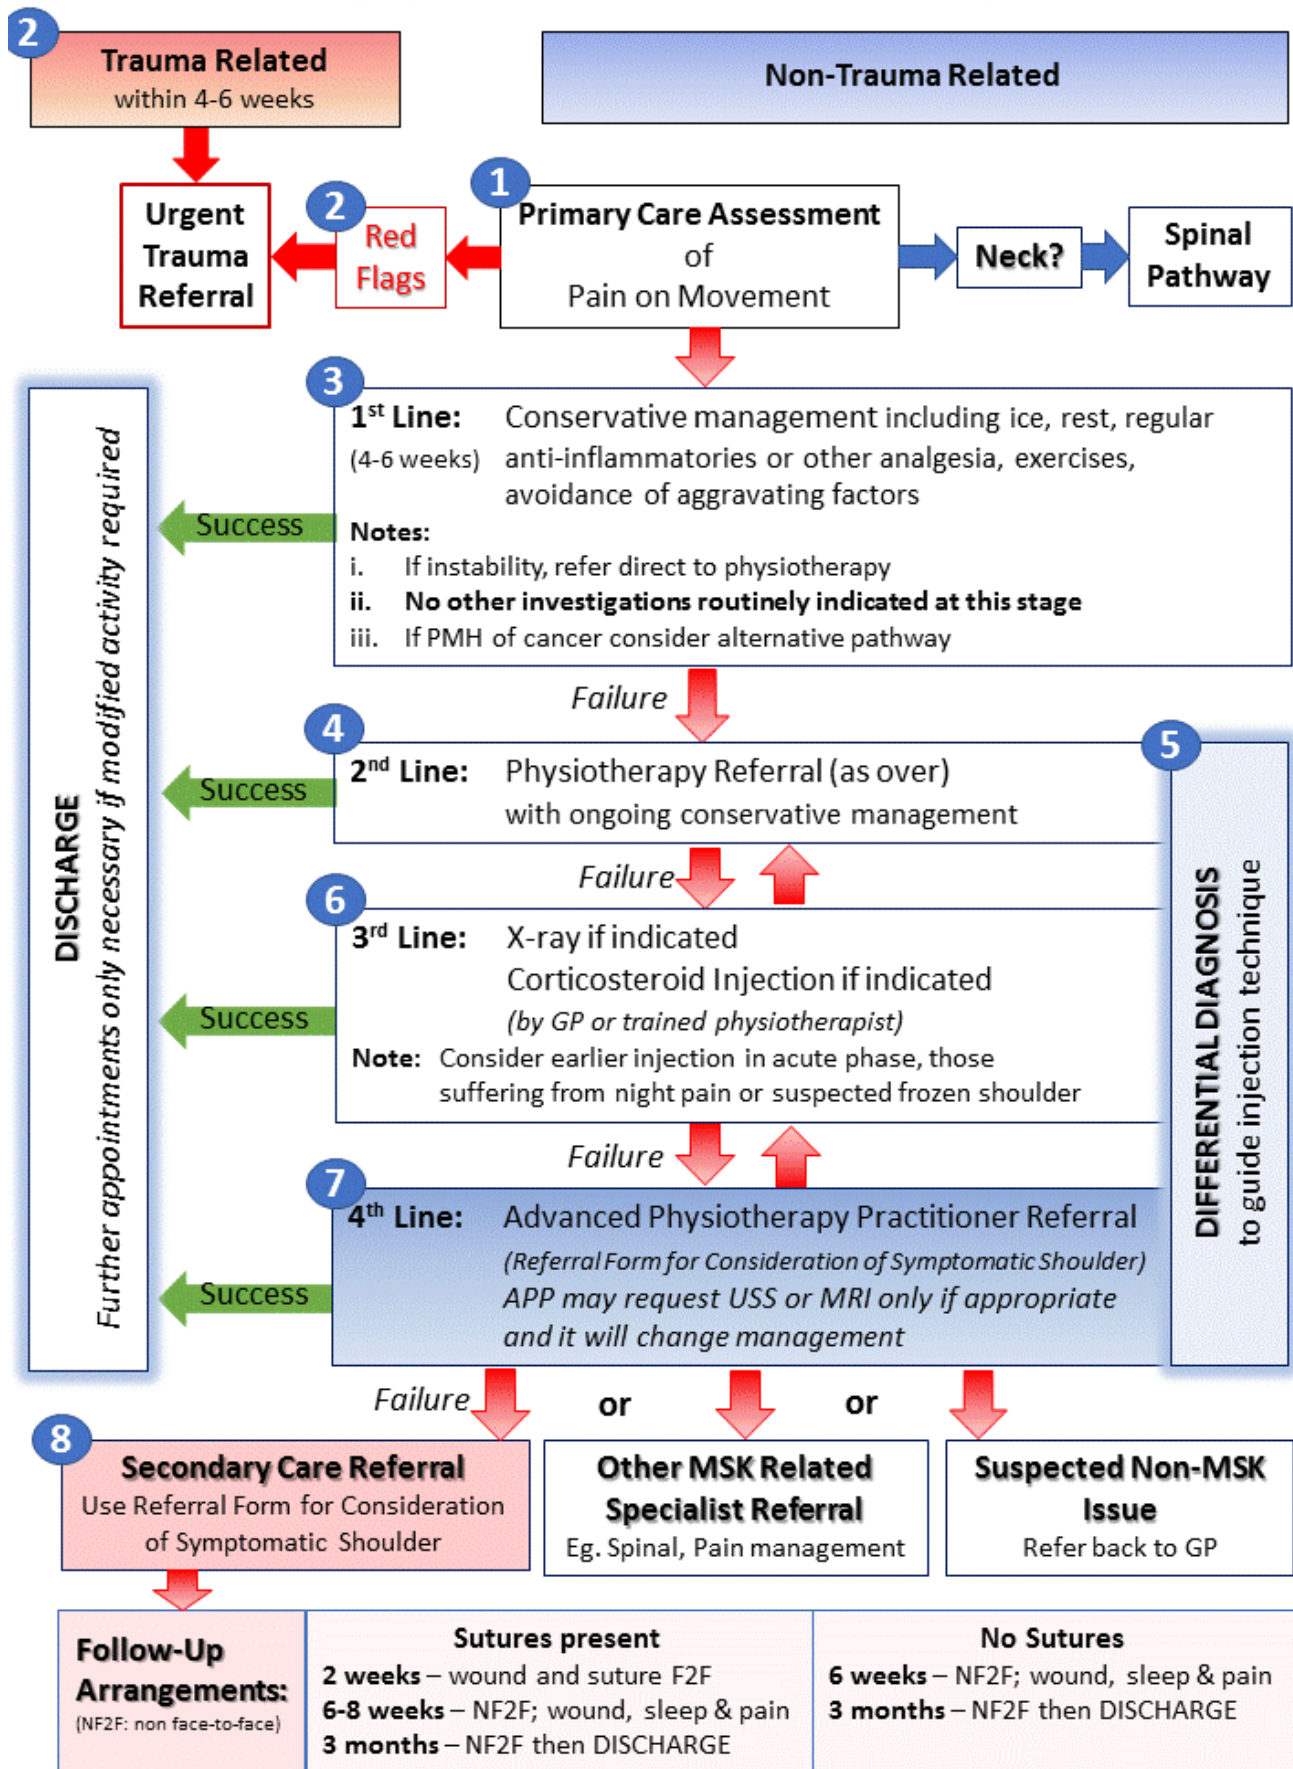 2
Trauma Related
within 4-6 weeks
Non-Trauma Related
Urgent
Trauma
Referral
2
Red
Flags
1
Primary Care Assessment
of
Pain on Movement
Neck?
Spinal
Pathway
DISCHARGE
Further appointments only necessary if modified activity required
3
1st Line: Conservative management including ice, rest, regular
(4-6 weeks) anti-inflammatories or other analgesia, exercises,
avoidance of aggravating factors
Notes:
i. If instability, refer direct to physiotherapy
ii. No other investigations routinely indicated at this stage
iii. If PMH of cancer consider alternative pathway
Success
Failure
4
2nd Line: Physiotherapy Referral (as over)
with ongoing conservative management
Success
Failure
5
DIFFERENTIAL DIAGNOSIS
to guide injection technique
6
3rd Line: X-ray if indicated
Corticosteroid Injection if indicated
(by GP or trained physiotherapist)
Note: Consider earlier injection in acute phase, those
suffering from night pain or suspected frozen shoulder
Success
Failure
7
4th Line: Advanced Physiotherapy Practitioner Referral
(Referral Form for Consideration of Symptomatic Shoulder)
APP may request USS or MRI only if appropriate
and it will change management
Success
Failure
or
or
8
Secondary Care Referral
Use Referral Form for Consideration
of Symptomatic Shoulder
Other MSK Related
Specialist Referral
Eg. Spinal, Pain management
Suspected Non-MSK
Issue
Refer back to GP
Follow-Up
Arrangements:
(NF2F: non face-to-face)
Sutures present
2 weeks – wound and suture F2F
6-8 weeks – NF2F; wound, sleep & pain
3 months – NF2F then DISCHARGE
No Sutures
6 weeks – NF2F; wound, sleep & pain
3 months – NF2F then DISCHARGE